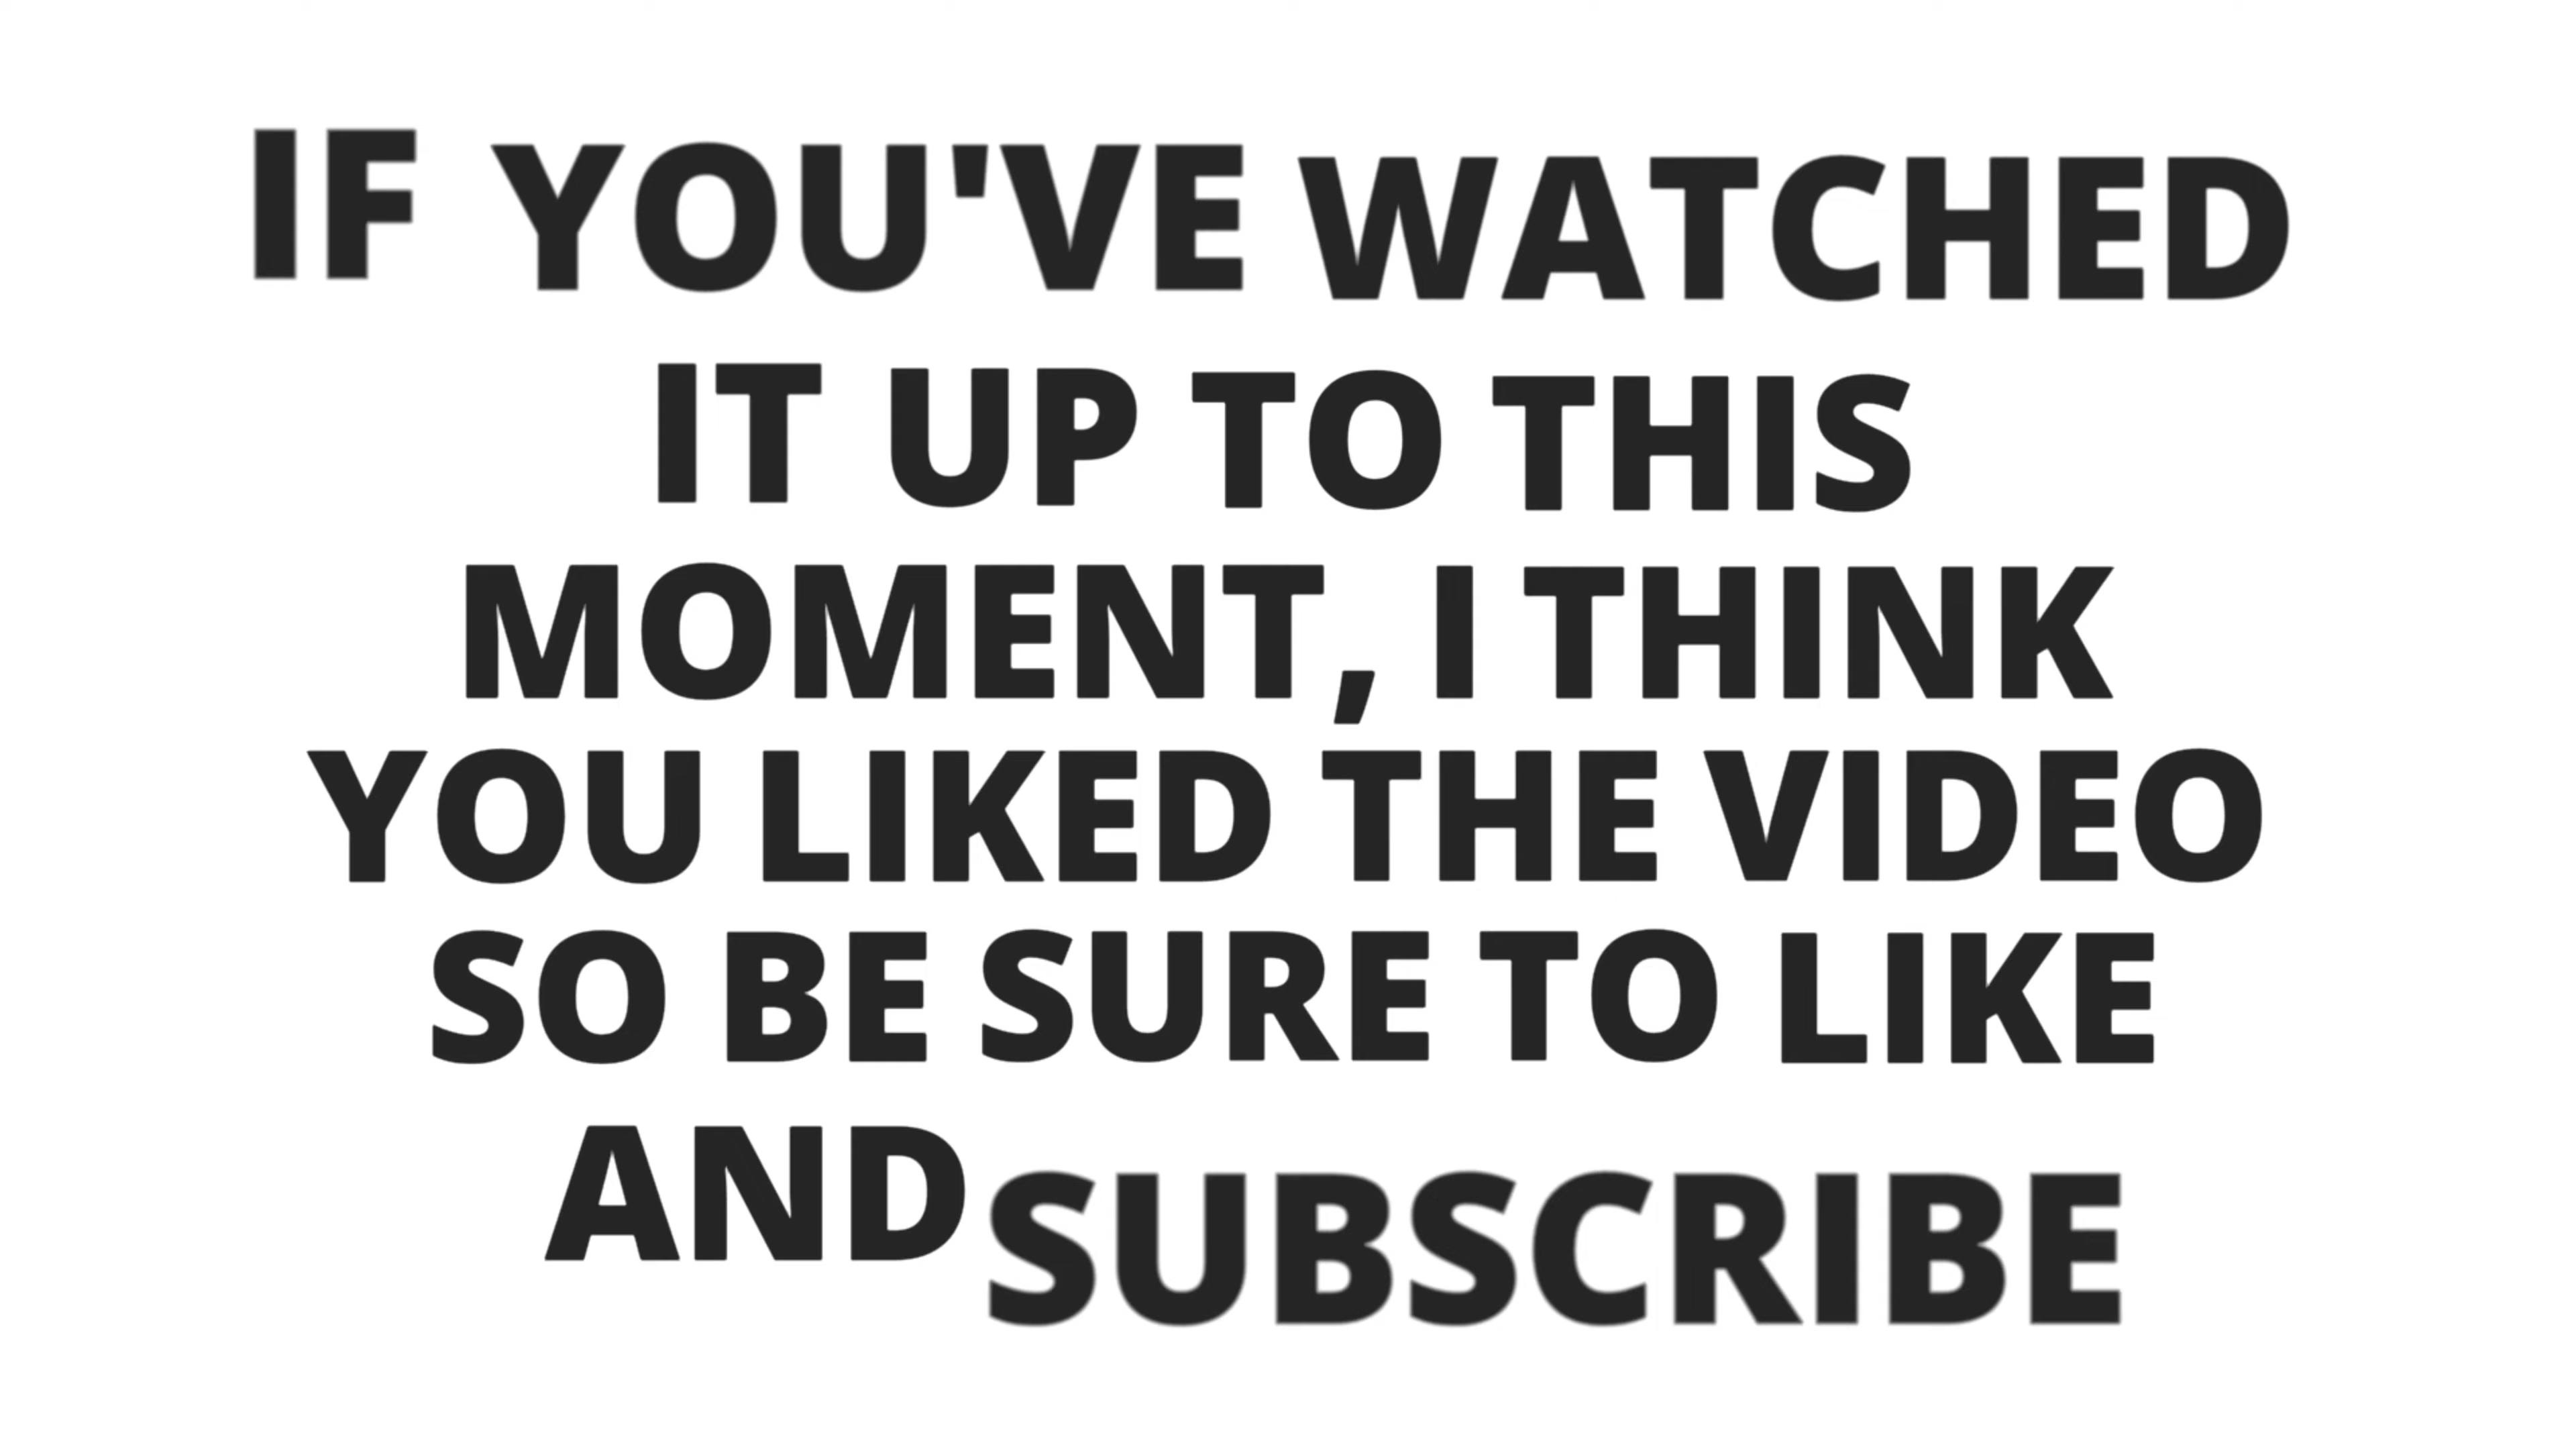 IF YOU'VE WATCHED
IT UP TO THIS
MOMENT, I THINK
YOU LIKED THE VIDEO
SO BE SURE TO LIKE
AND SUBSCRIBE